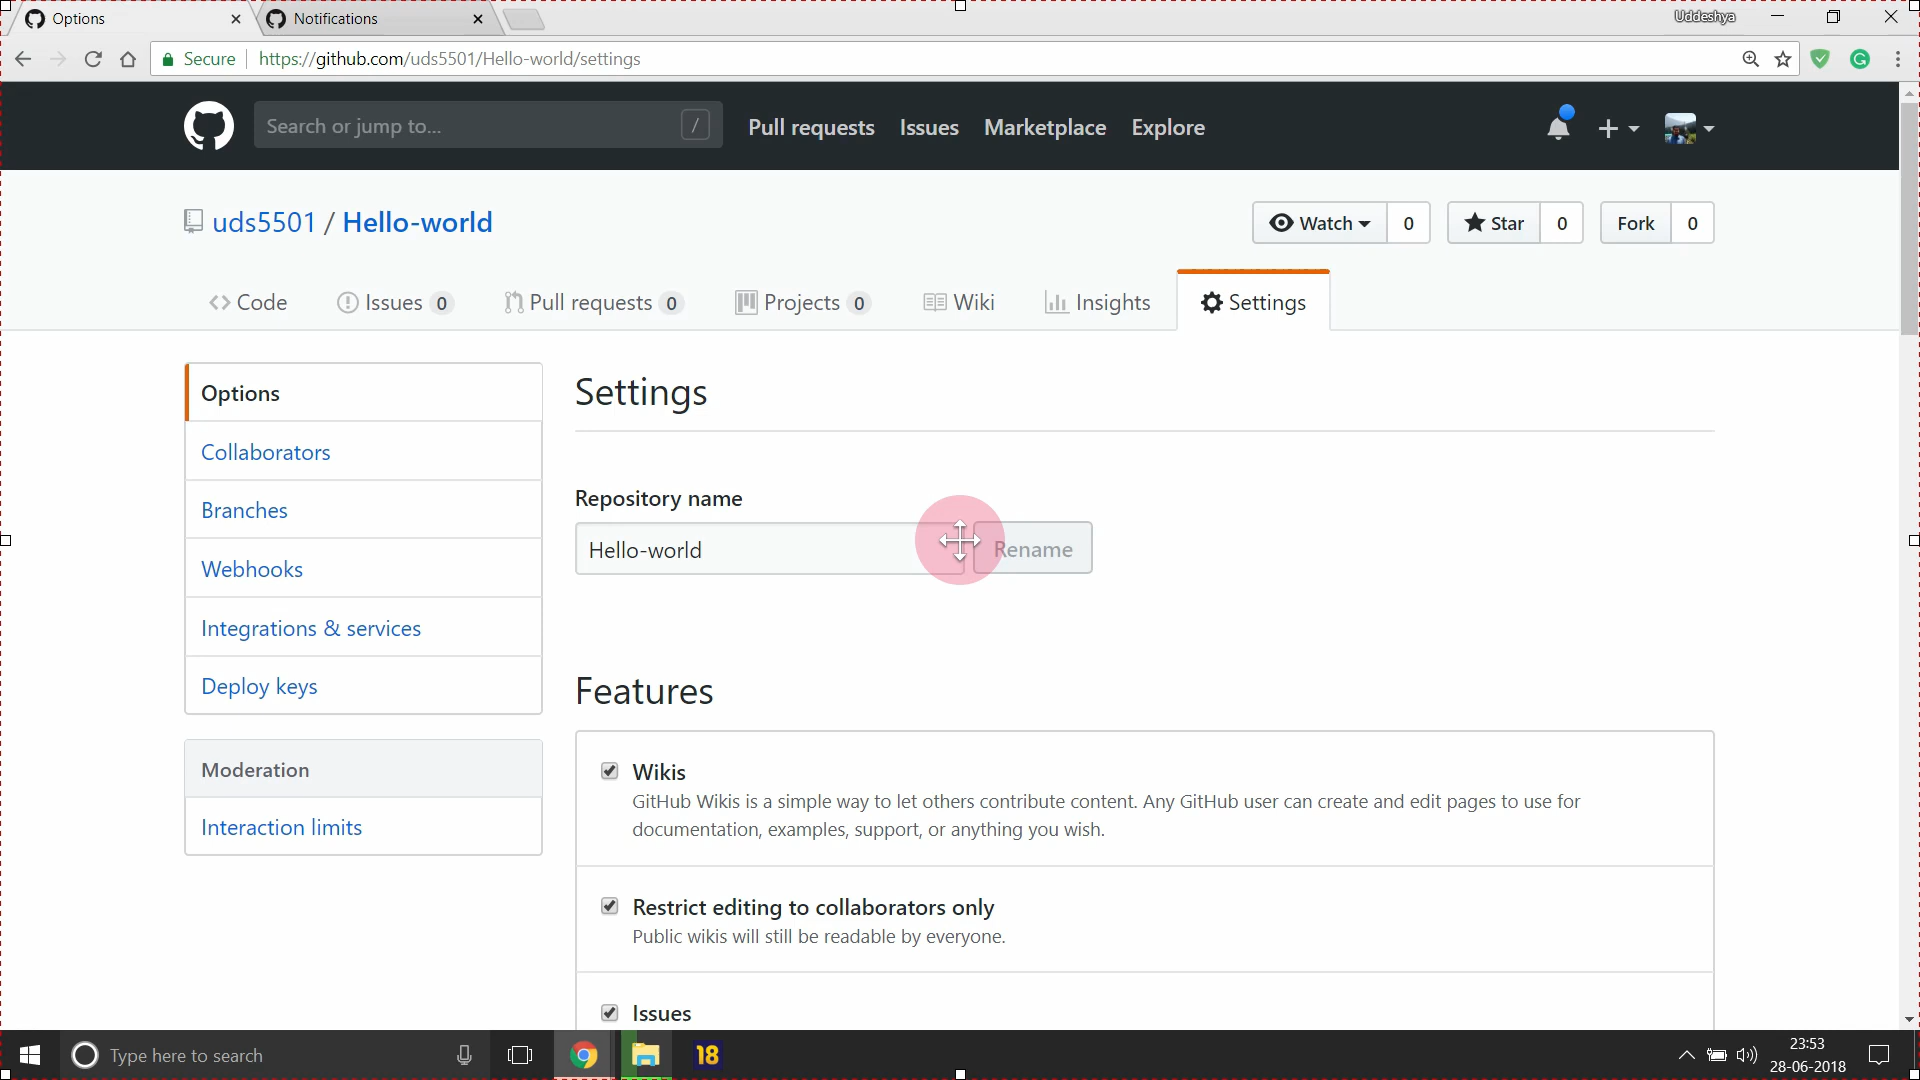 Options
Notifications
Uddeshya
Secure
https://github.com/uds5501/Hello-world/settings
Search or jump to...
/
Pull requests
Issues
Marketplace
Explore
uds5501 / Hello-world
Watch 0
Star 0
Fork 0
Code
Issues 0
Pull requests 0
Projects 0
Wiki
Insights
Settings
Options
Collaborators
Branches
Webhooks
Integrations & services
Deploy keys
Moderation
Interaction limits
Settings
Repository name
Hello-world
Rename
Features
Wikis
GitHub Wikis is a simple way to let others contribute content. Any GitHub user can create and edit pages to use for
documentation, examples, support, or anything you wish.
Restrict editing to collaborators only
Public wikis will still be readable by everyone.
Issues
Type here to search
18
23:53
28-06-2018